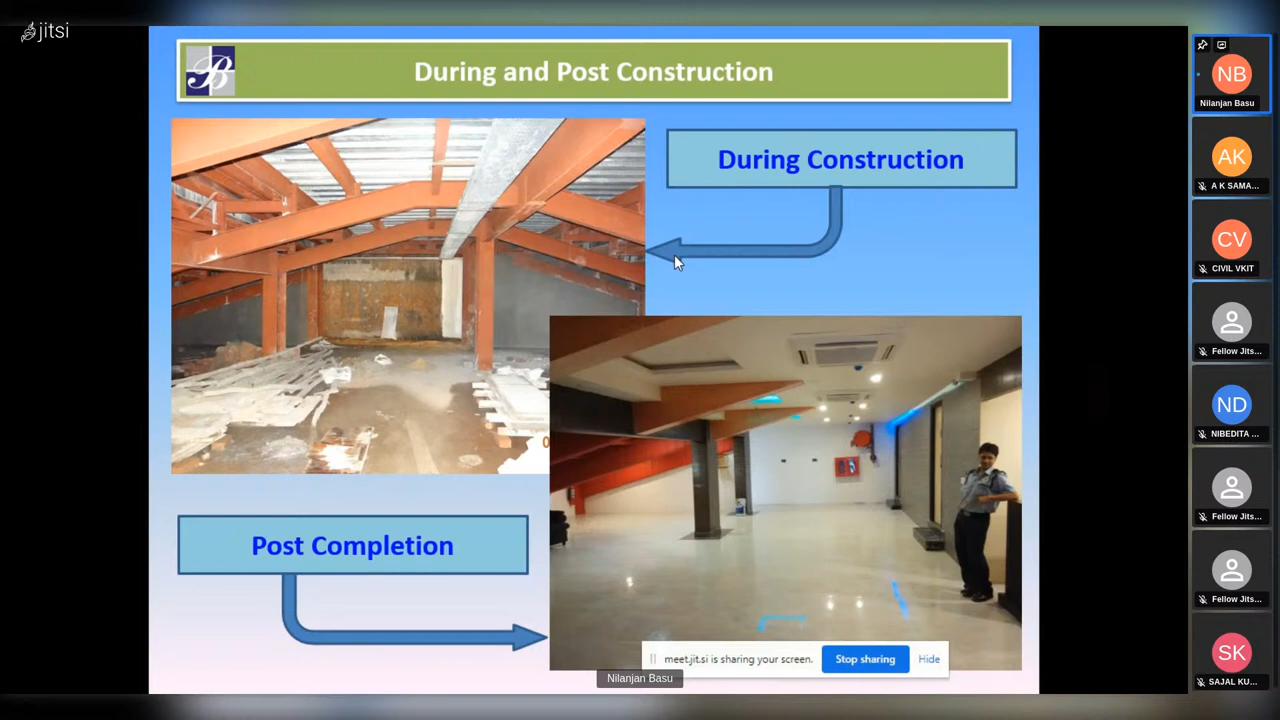 jitsi
During and Post Construction
During Construction
Post Completion
meet.jit.si is sharing your screen.
Stop sharing
Hide
Nilanjan Basu
NB
Nilanjan Basu
AK
A K SAMA...
CV
CIVIL VKIT
Fellow Jits...
ND
NIBEDITA ...
Fellow Jits...
Fellow Jits...
SK
SAJAL KU...